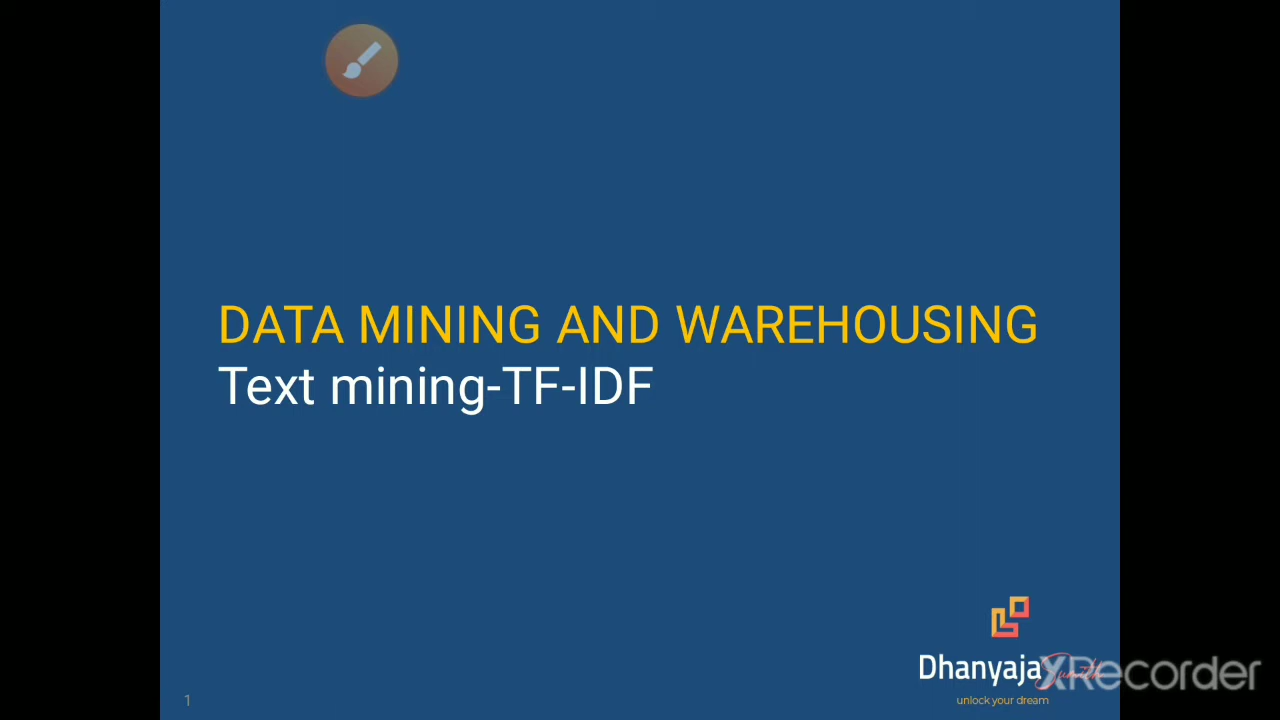 DATA MINING AND WAREHOUSING
Text mining-TF-IDF
Dhanyaja
XRecorder
unlock your dream
1